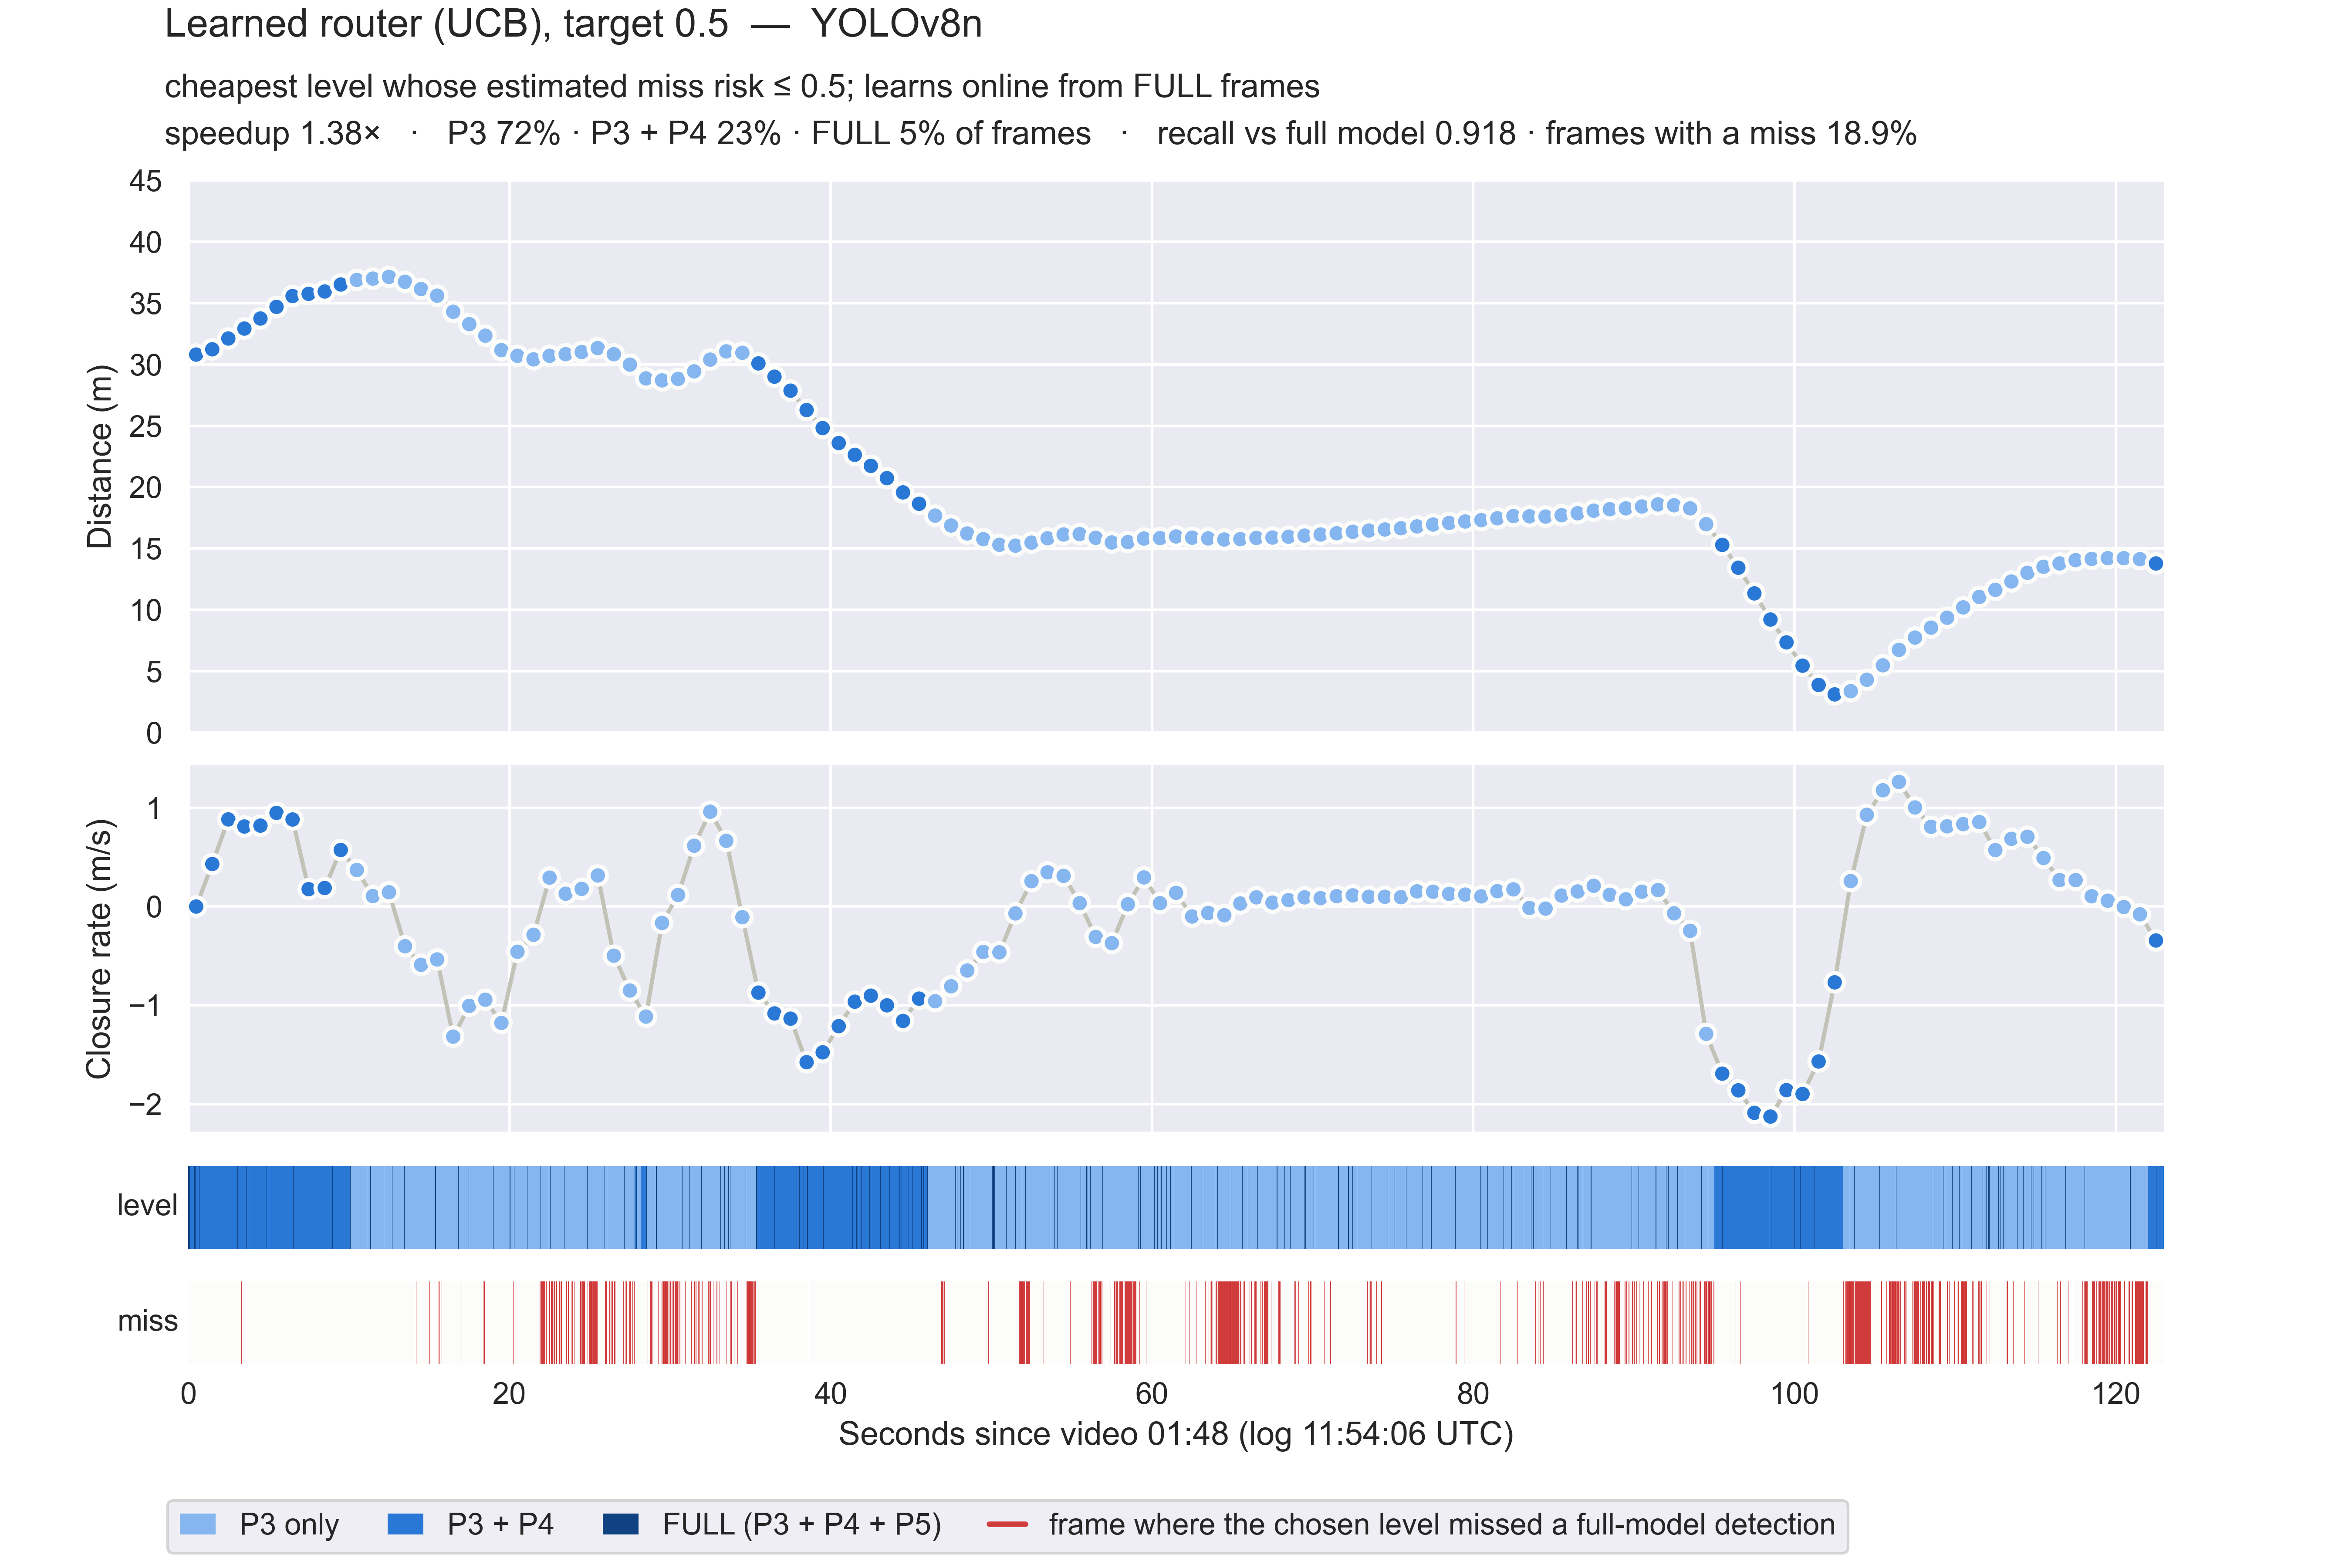 Learned router (UCB), target 0.5 — YOLOv8n
cheapest level whose estimated miss risk ≤ 0.5; learns online from FULL frames
speedup 1.38× · P3 72% · P3 + P4 23% · FULL 5% of frames · recall vs full model 0.918 · frames with a miss 18.9%
45
40
35
30
25
20
15
10
5
0
Distance (m)
1
0
−1
−2
Closure rate (m/s)
level
miss
0 20 40 60 80 100 120
Seconds since video 01:48 (log 11:54:06 UTC)
P3 only P3 + P4 FULL (P3 + P4 + P5) frame where the chosen level missed a full-model detection